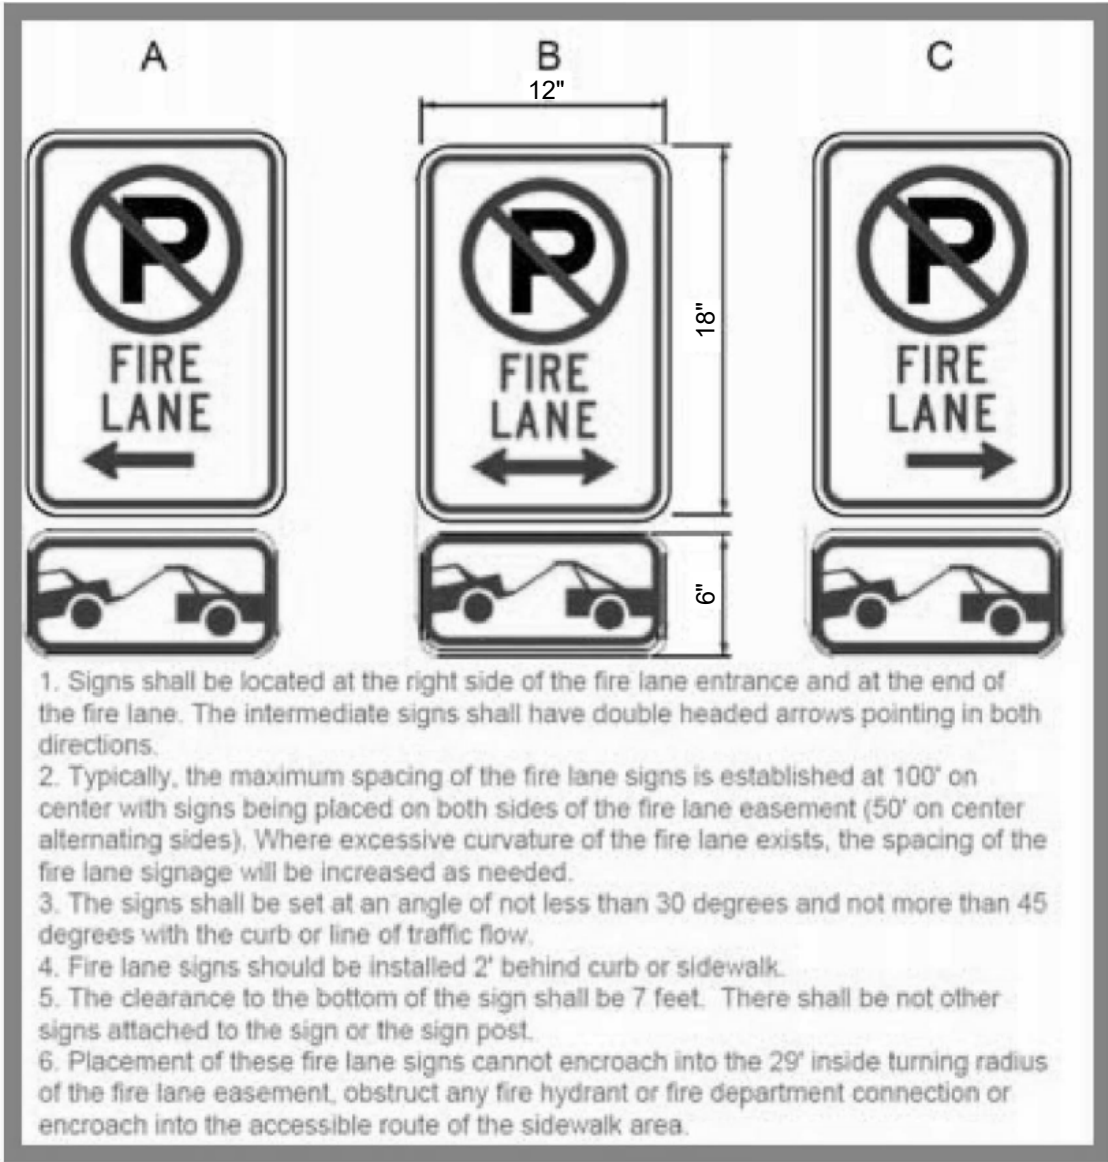 A
B
C
12"
P
FIRE
LANE
P
FIRE
LANE
18"
P
FIRE
LANE
6"
1. Signs shall be located at the right side of the fire lane entrance and at the end of
the fire lane. The intermediate signs shall have double headed arrows pointing in both
directions.
2. Typically, the maximum spacing of the fire lane signs is established at 100' on
center with signs being placed on both sides of the fire lane easement (50' on center
alternating sides). Where excessive curvature of the fire lane exists, the spacing of the
fire lane signage will be increased as needed.
3. The signs shall be set at an angle of not less than 30 degrees and not more than 45
degrees with the curb or line of traffic flow.
4. Fire lane signs should be installed 2' behind curb or sidewalk.
5. The clearance to the bottom of the sign shall be 7 feet. There shall be not other
signs attached to the sign or the sign post.
6. Placement of these fire lane signs cannot encroach into the 29' inside turning radius
of the fire lane easement, obstruct any fire hydrant or fire department connection or
encroach into the accessible route of the sidewalk area.